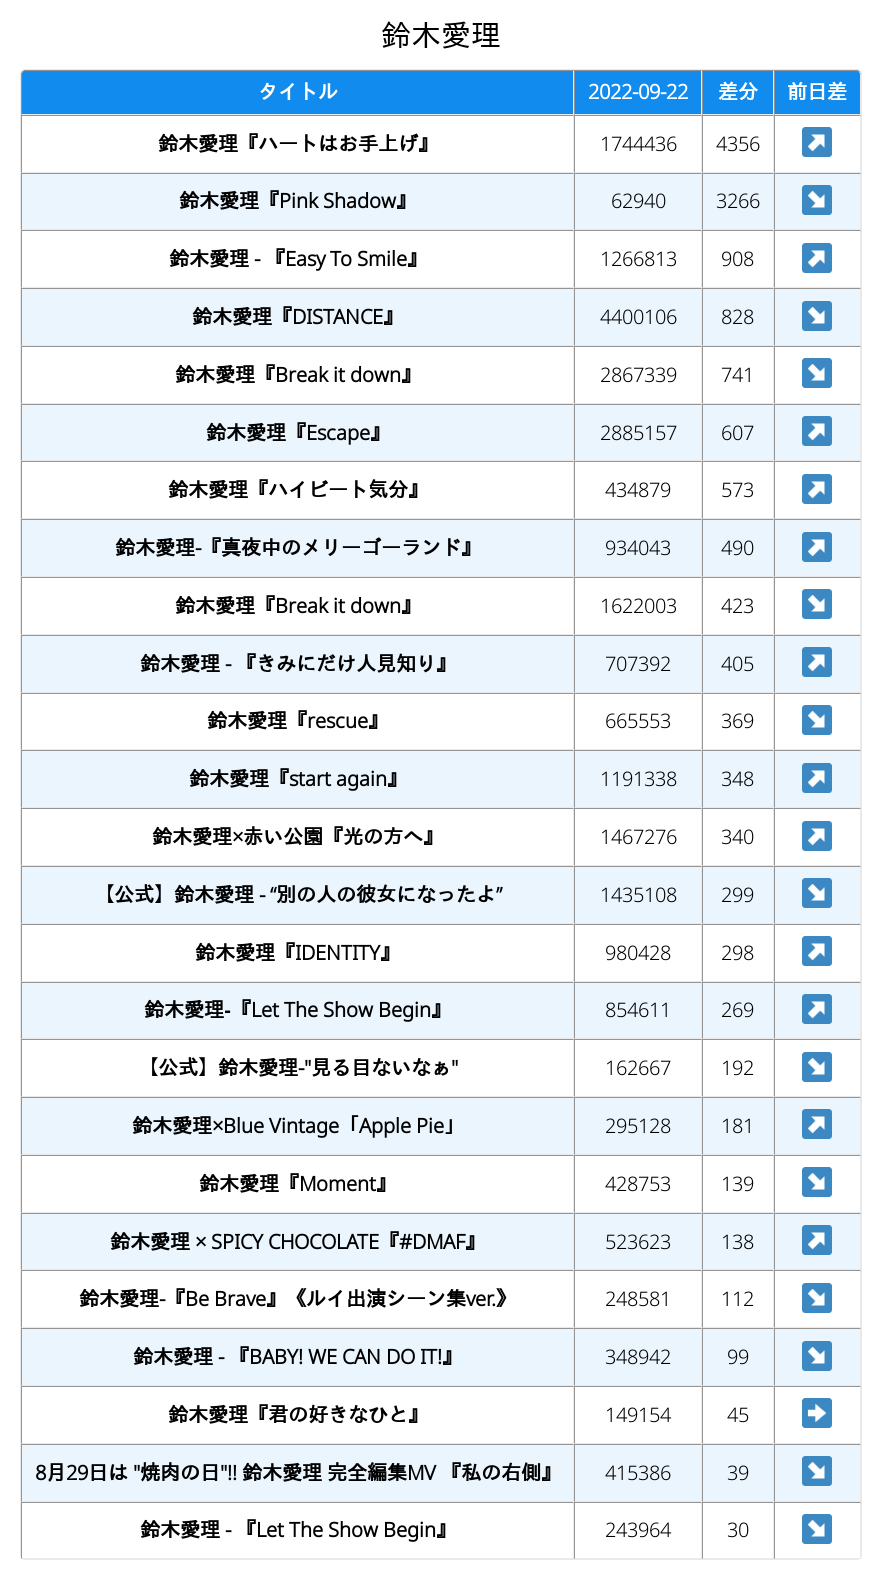 鈴木愛理
タイトル 2022-09-22 差分 前日差
鈴木愛理『ハートはお手上げ』 1744436 4356 ↗
鈴木愛理『Pink Shadow』 62940 3266 ↘
鈴木愛理 - 『Easy To Smile』 1266813 908 ↗
鈴木愛理『DISTANCE』 4400106 828 ↘
鈴木愛理『Break it down』 2867339 741 ↘
鈴木愛理『Escape』 2885157 607 ↗
鈴木愛理『ハイビート気分』 434879 573 ↗
鈴木愛理-『真夜中のメリーゴーランド』 934043 490 ↗
鈴木愛理『Break it down』 1622003 423 ↘
鈴木愛理 - 『きみにだけ人見知り』 707392 405 ↗
鈴木愛理『rescue』 665553 369 ↘
鈴木愛理『start again』 1191338 348 ↗
鈴木愛理×赤い公園『光の方へ』 1467276 340 ↗
【公式】鈴木愛理 - “別の人の彼女になったよ” 1435108 299 ↘
鈴木愛理『IDENTITY』 980428 298 ↗
鈴木愛理-『Let The Show Begin』 854611 269 ↗
【公式】鈴木愛理-"見る目ないなぁ" 162667 192 ↘
鈴木愛理×Blue Vintage「Apple Pie」 295128 181 ↗
鈴木愛理『Moment』 428753 139 ↘
鈴木愛理 × SPICY CHOCOLATE『#DMAF』 523623 138 ↗
鈴木愛理-『Be Brave』《ルイ出演シーン集ver.》 248581 112 ↘
鈴木愛理 - 『BABY! WE CAN DO IT!』 348942 99 ↘
鈴木愛理『君の好きなひと』 149154 45 ➡
8月29日は "焼肉の日"!! 鈴木愛理 完全編集MV 『私の右側』 415386 39 ↘
鈴木愛理 - 『Let The Show Begin』 243964 30 ↘